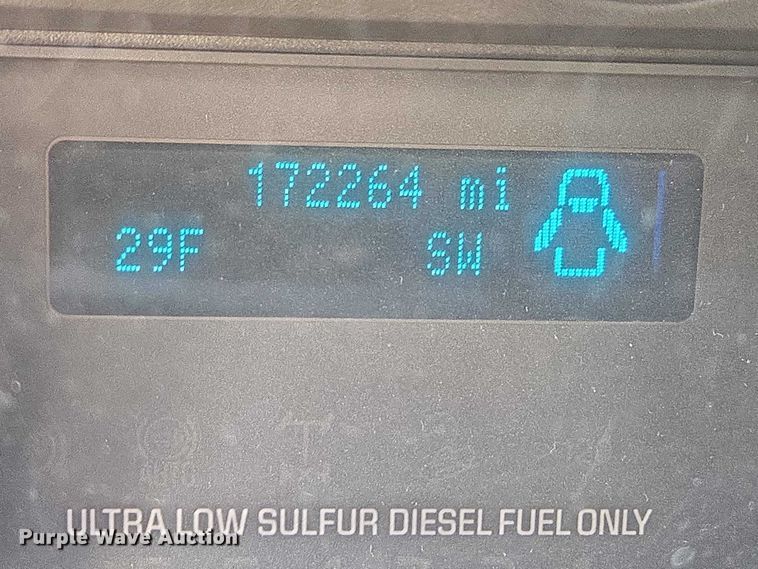 172264 mi
29F SW
ULTRA LOW SULFUR DIESEL FUEL ONLY
Purple Wave Auction